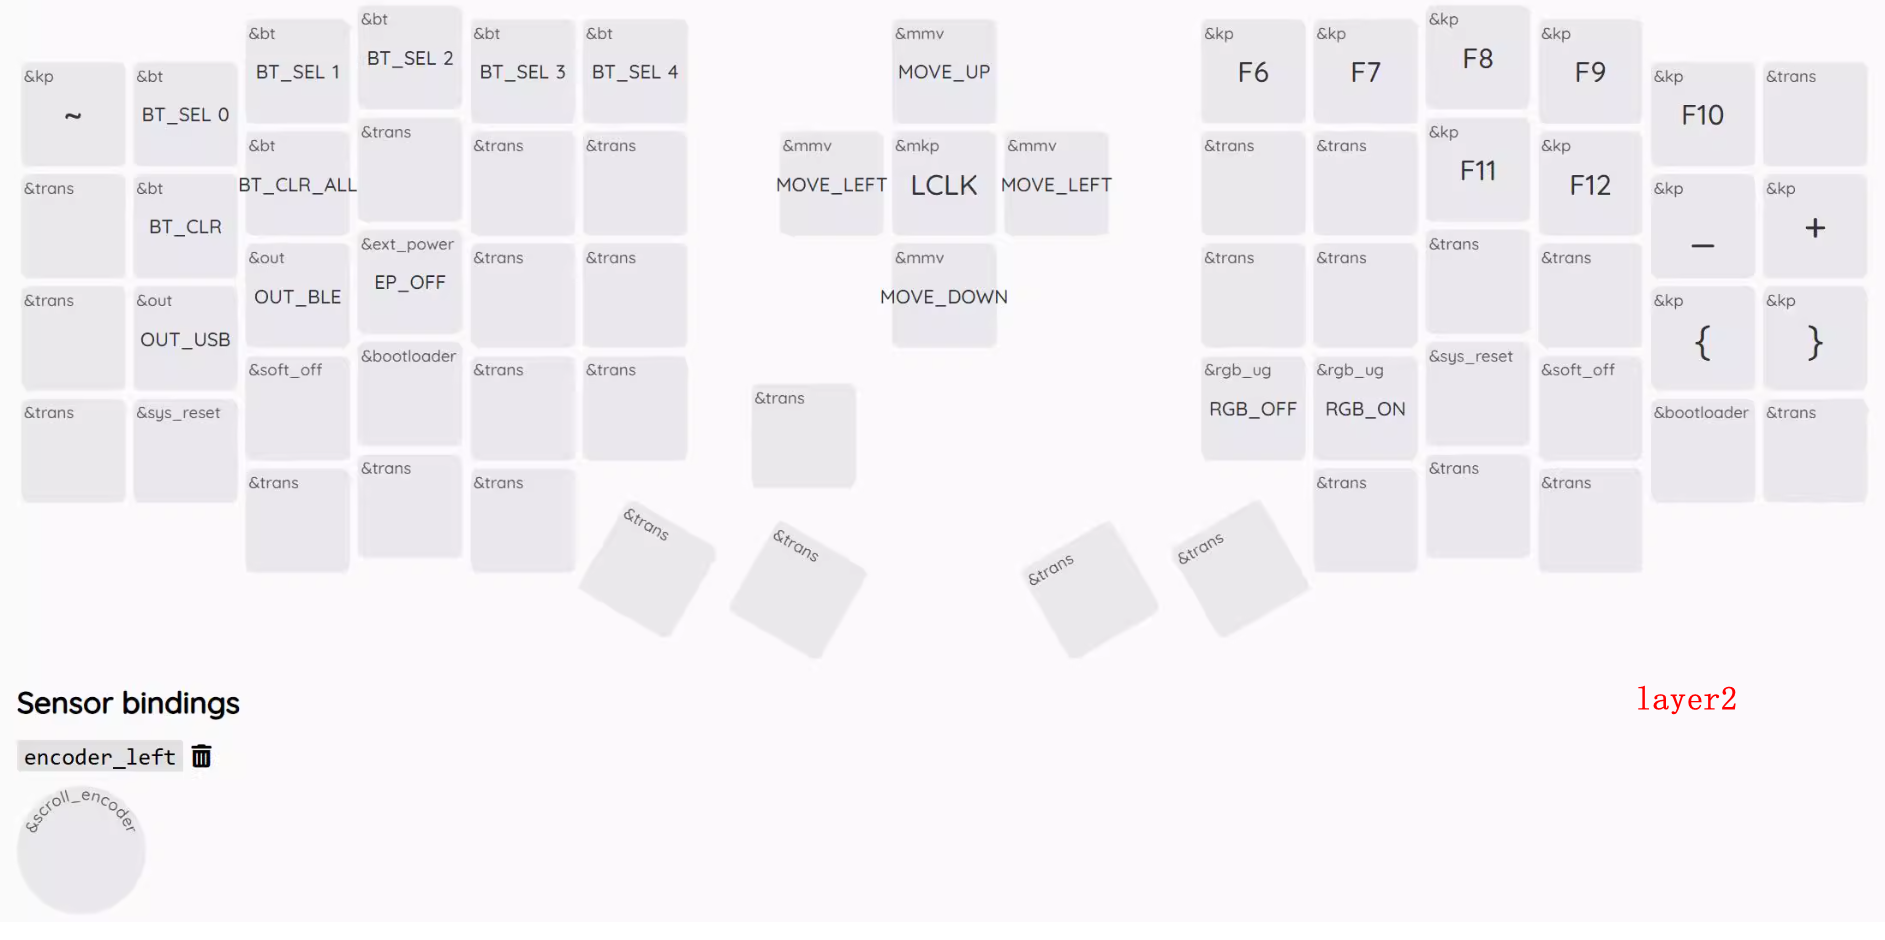 &kp ~
&bt BT_SEL 0
&bt BT_SEL 1
&bt BT_SEL 2
&bt BT_SEL 3
&bt BT_SEL 4
&mmv MOVE_UP
&kp F6
&kp F7
&kp F8
&kp F9
&kp F10
&trans
&trans
&bt BT_CLR
&bt BT_CLR_ALL
&trans
&trans
&trans
&mmv MOVE_LEFT
&mkp LCLK
&mmv MOVE_LEFT
&trans
&trans
&kp F11
&kp F12
&kp _
&kp +
&trans
&out OUT_USB
&out OUT_BLE
&ext_power EP_OFF
&trans
&trans
&mmv MOVE_DOWN
&trans
&trans
&trans
&trans
&kp {
&kp }
&trans
&sys_reset
&soft_off
&bootloader
&trans
&trans
&trans
&rgb_ug RGB_OFF
&rgb_ug RGB_ON
&sys_reset
&soft_off
&bootloader
&trans
&trans
&trans
&trans
&trans
&trans
&trans
&trans
&trans
&trans
&trans
Sensor bindings
layer2
encoder_left
&scroll_encoder